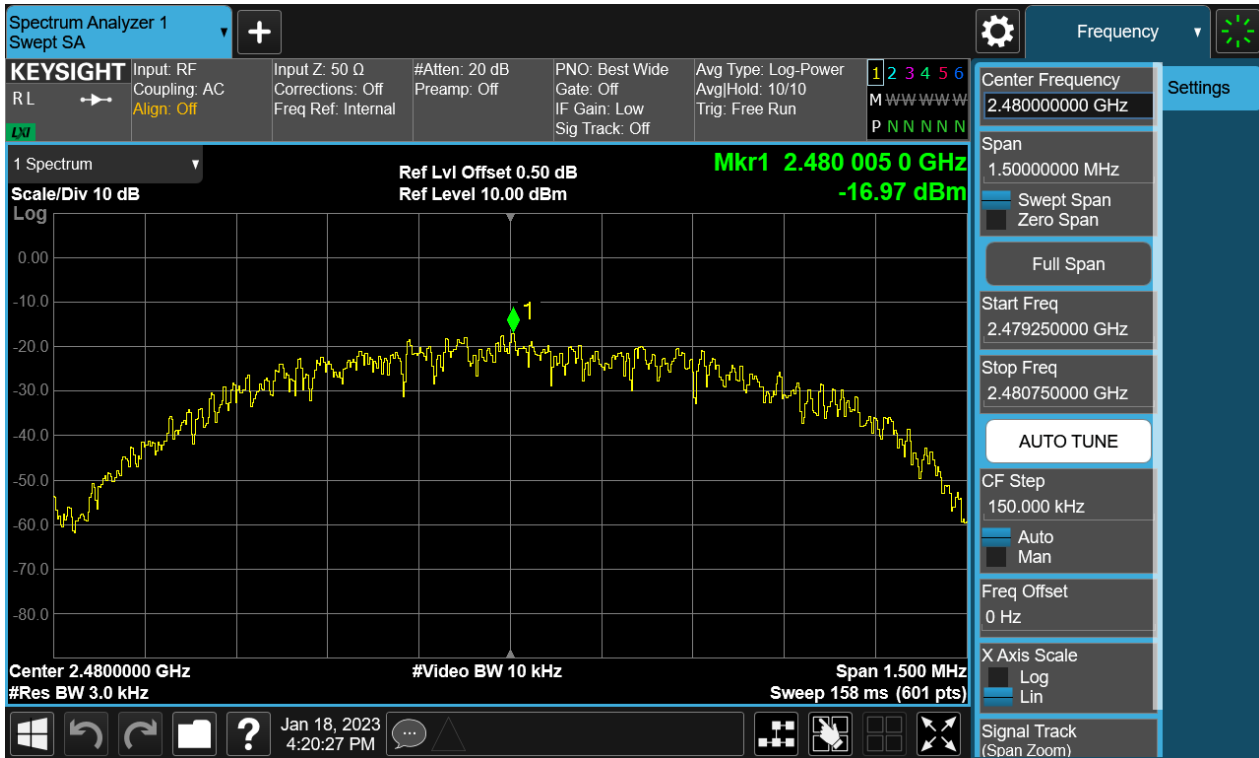 Spectrum Analyzer 1
Swept SA
+
Frequency
KEYSIGHT
R L
LXI
Input: RF
Coupling: AC
Align: Off
Input Z: 50 Ω
Corrections: Off
Freq Ref: Internal
#Atten: 20 dB
Preamp: Off
PNO: Best Wide
Gate: Off
IF Gain: Low
Sig Track: Off
Avg Type: Log-Power
Avg|Hold: 10/10
Trig: Free Run
1 2 3 4 5 6
M W W W W W
P N N N N N
1 Spectrum
Scale/Div 10 dB
Log
Ref Lvl Offset 0.50 dB
Ref Level 10.00 dBm
Mkr1 2.480 005 0 GHz
-16.97 dBm
0.00
-10.0
-20.0
-30.0
-40.0
-50.0
-60.0
-70.0
-80.0
1
Center 2.4800000 GHz
#Video BW 10 kHz
Span 1.500 MHz
#Res BW 3.0 kHz
Sweep 158 ms (601 pts)
Center Frequency
2.480000000 GHz
Settings
Span
1.50000000 MHz
Swept Span
Zero Span
Full Span
Start Freq
2.479250000 GHz
Stop Freq
2.480750000 GHz
AUTO TUNE
CF Step
150.000 kHz
Auto
Man
Freq Offset
0 Hz
X Axis Scale
Log
Lin
Signal Track
(Span Zoom)
?
Jan 18, 2023
4:20:27 PM